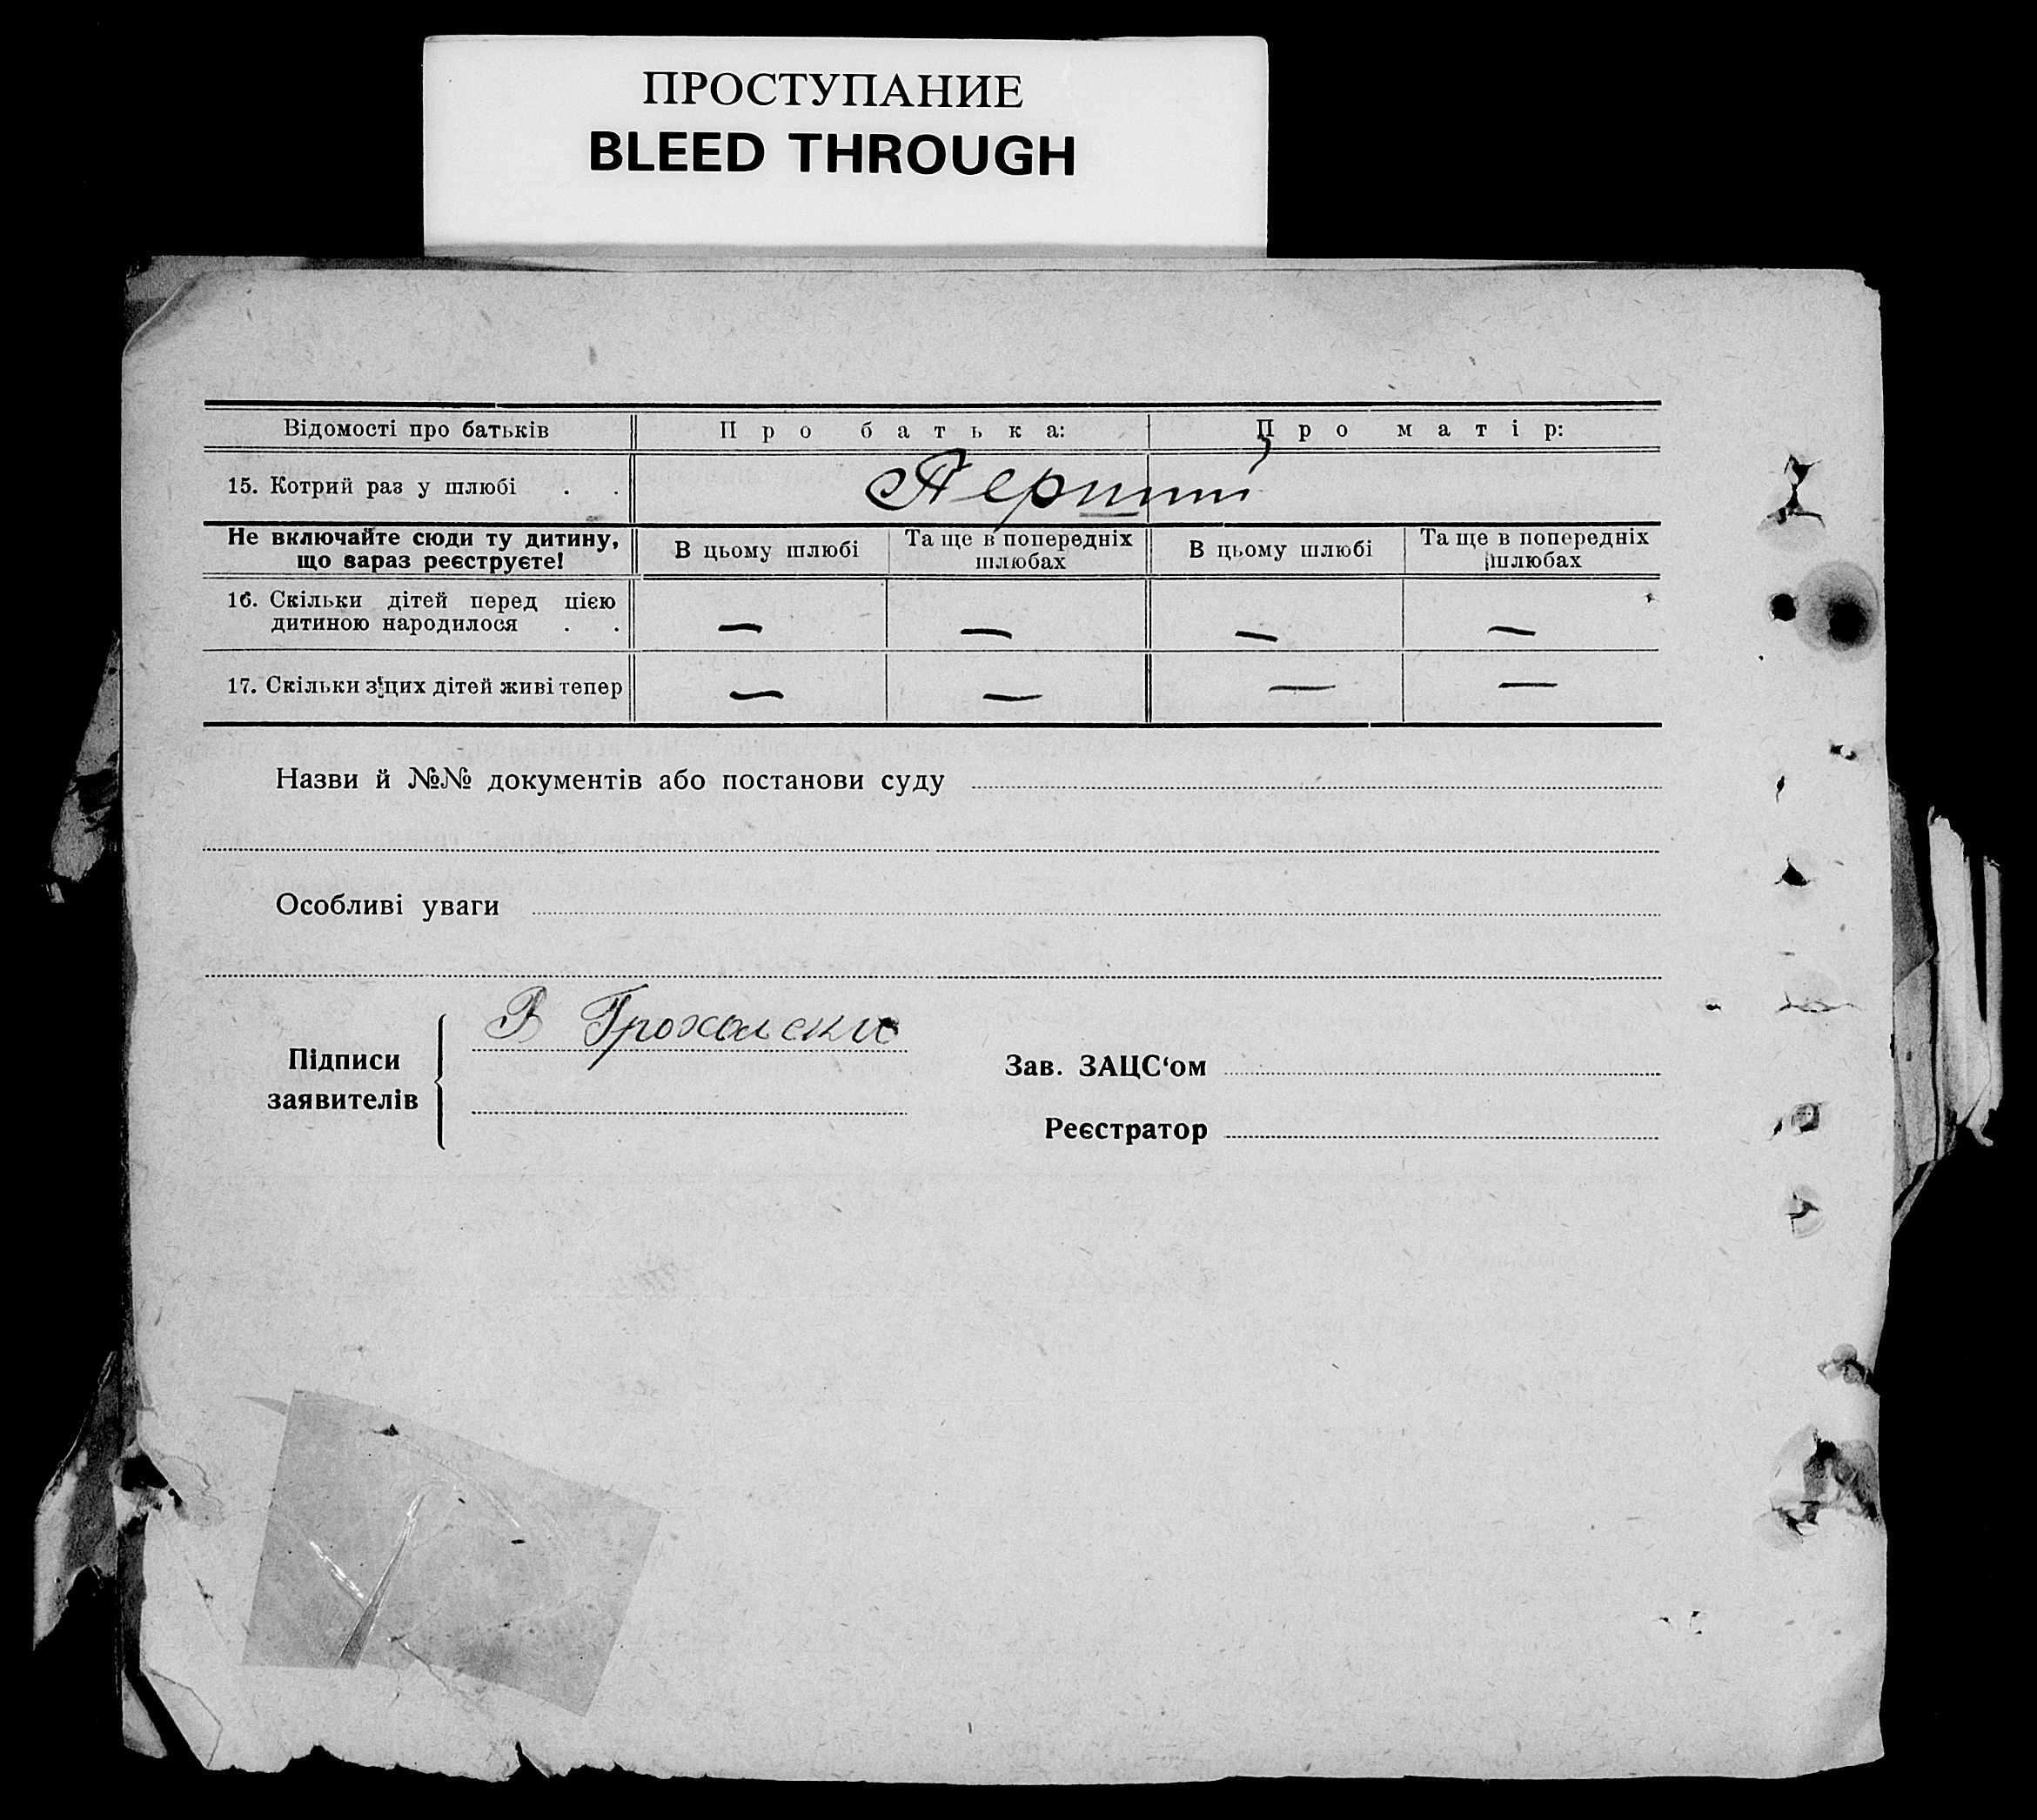 ПРОСТУПАНИЕ
BLEED THROUGH
Відомості про батьків Про батька: Про матір:
15. Котрий раз у шлюбі . . Перший
Не включайте сюди ту дитину, що зараз реєструєте! В цьому шлюбі Та ще в попередніх шлюбах В цьому шлюбі Та ще в попередніх шлюбах
16. Скільки дітей перед цією
дитиною народилося . . — — — —
17. Скільки з цих дітей живі тепер — — — —
Назви й №№ документів або постанови суду
Особливі уваги
В Грохольски
Підписи
заявителів
Зав. ЗАЦС‘ом
Реєстратор